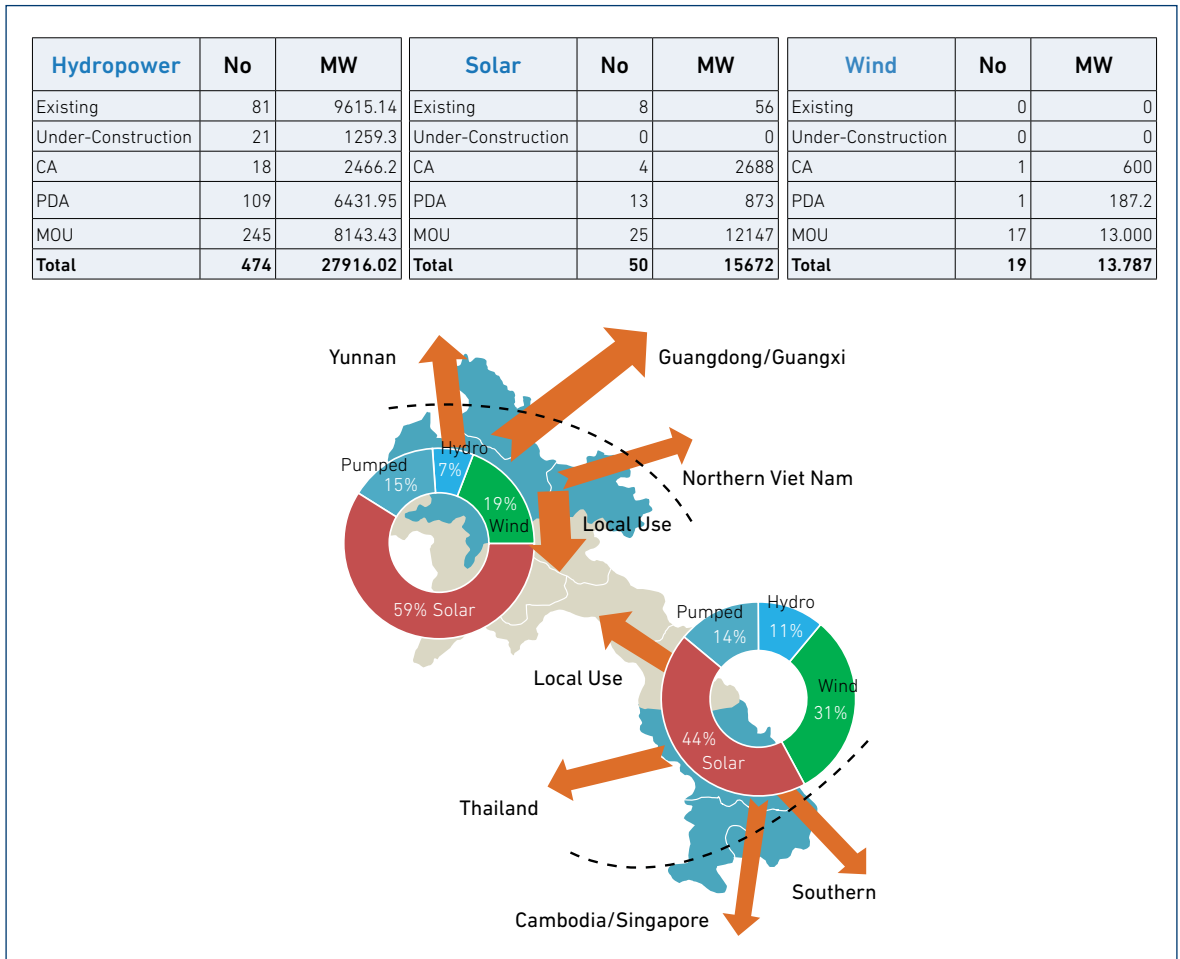 Hydropower No MW
Existing 81 9615.14
Under-Construction 21 1259.3
CA 18 2466.2
PDA 109 6431.95
MOU 245 8143.43
Total 474 27916.02
Solar No MW
Existing 8 56
Under-Construction 0 0
CA 4 2688
PDA 13 873
MOU 25 12147
Total 50 15672
Wind No MW
Existing 0 0
Under-Construction 0 0
CA 1 600
PDA 1 187.2
MOU 17 13.000
Total 19 13.787
Yunnan
Guangdong/Guangxi
Hydro
7%
Pumped
15%
19%
Wind
59% Solar
Northern Viet Nam
Local Use
Pumped
14%
Hydro
11%
Wind
31%
44%
Solar
Local Use
Thailand
Southern
Cambodia/Singapore